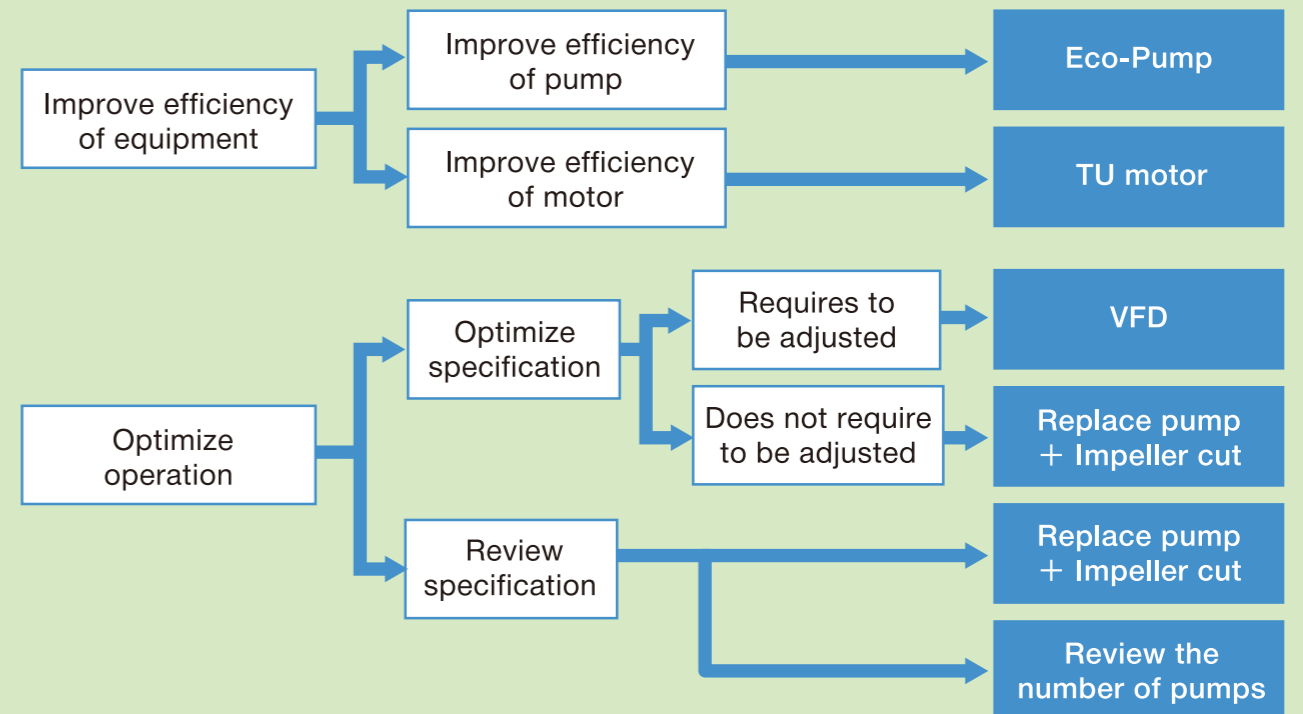 Improve efficiency
of equipment
Improve efficiency
of pump
Eco-Pump
Improve efficiency
of motor
TU motor
Optimize
operation
Optimize
specification
Requires to
be adjusted
VFD
Does not require
to be adjusted
Replace pump
+ Impeller cut
Review
specification
Replace pump
+ Impeller cut
Review the
number of pumps